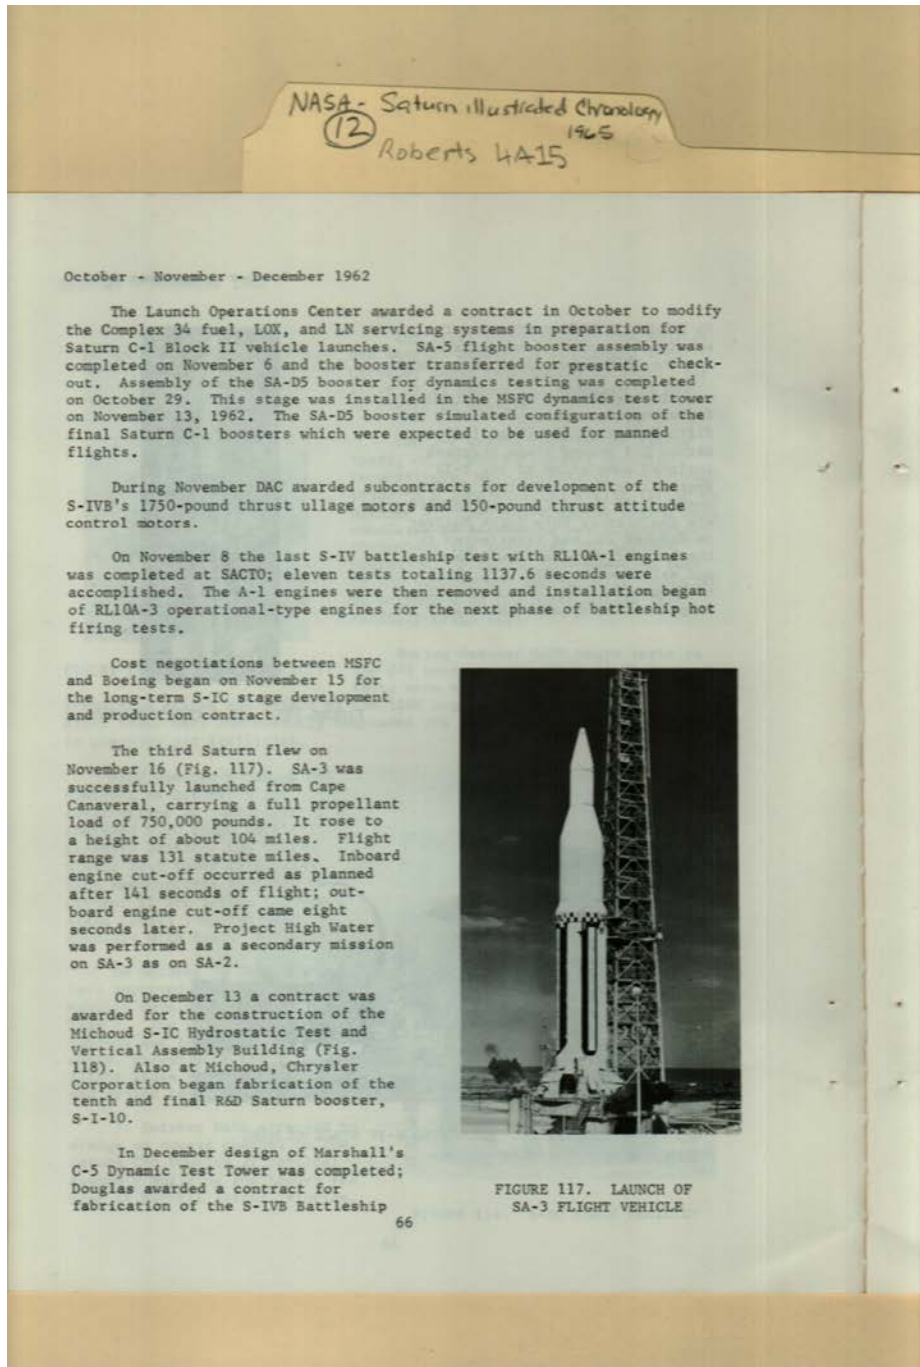 NASA - Saturn illustrated Chronology
12
1965
Roberts 4A15
October - November - December 1962
The Launch Operations Center awarded a contract in October to modify
the Complex 34 fuel, LOX, and LN servicing systems in preparation for
Saturn C-1 Block II vehicle launches. SA-5 flight booster assembly was
completed on November 6 and the booster transferred for prestatic check-
out. Assembly of the SA-D5 booster for dynamics testing was completed
on October 29. This stage was installed in the MSFC dynamics test tower
on November 13, 1962. The SA-D5 booster simulated configuration of the
final Saturn C-1 boosters which were expected to be used for manned
flights.
During November DAC awarded subcontracts for development of the
S-IVB's 1750-pound thrust ullage motors and 150-pound thrust attitude
control motors.
On November 8 the last S-IV battleship test with RL10A-1 engines
was completed at SACTO; eleven tests totaling 1137.6 seconds were
accomplished. The A-1 engines were then removed and installation began
of RL10A-3 operational-type engines for the next phase of battleship hot
firing tests.
Cost negotiations between MSFC
and Boeing began on November 15 for
the long-term S-IC stage development
and production contract.
The third Saturn flew on
November 16 (Fig. 117). SA-3 was
successfully launched from Cape
Canaveral, carrying a full propellant
load of 750,000 pounds. It rose to
a height of about 104 miles. Flight
range was 131 statute miles. Inboard
engine cut-off occurred as planned
after 141 seconds of flight; out-
board engine cut-off came eight
seconds later. Project High Water
was performed as a secondary mission
on SA-3 as on SA-2.
On December 13 a contract was
awarded for the construction of the
Michoud S-IC Hydrostatic Test and
Vertical Assembly Building (Fig.
118). Also at Michoud, Chrysler
Corporation began fabrication of the
tenth and final R&D Saturn booster,
S-I-10.
In December design of Marshall's
C-5 Dynamic Test Tower was completed;
Douglas awarded a contract for
fabrication of the S-IVB Battleship
FIGURE 117. LAUNCH OF
SA-3 FLIGHT VEHICLE
66